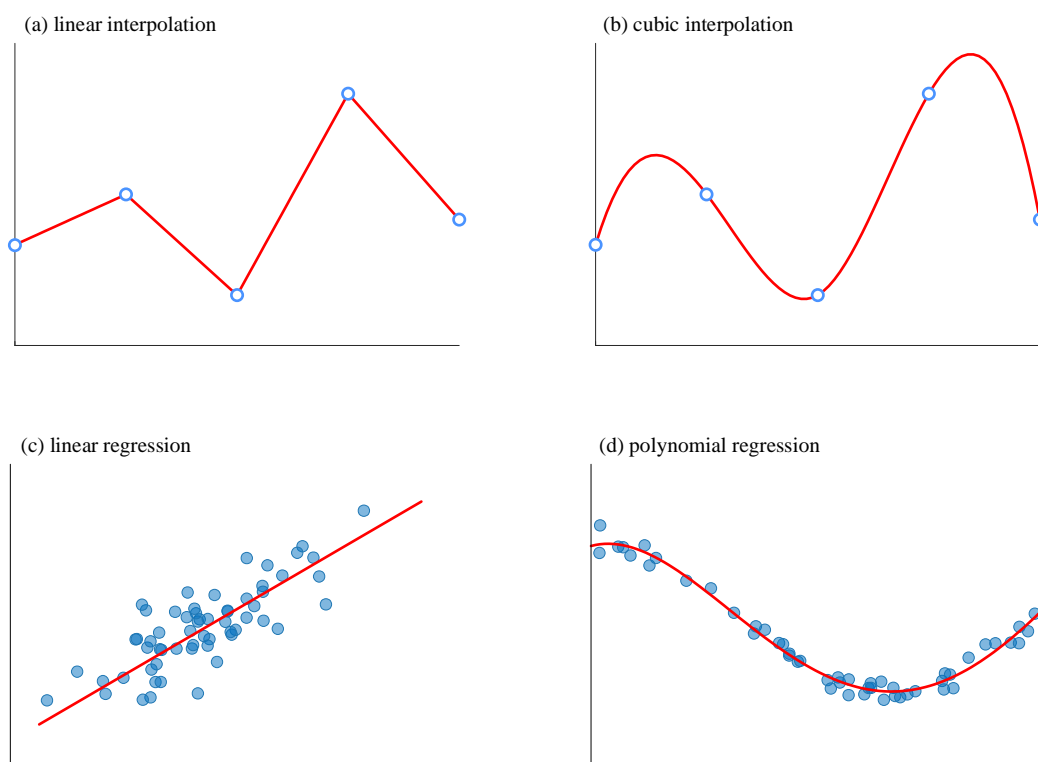 (a) linear interpolation
(b) cubic interpolation
(c) linear regression
(d) polynomial regression